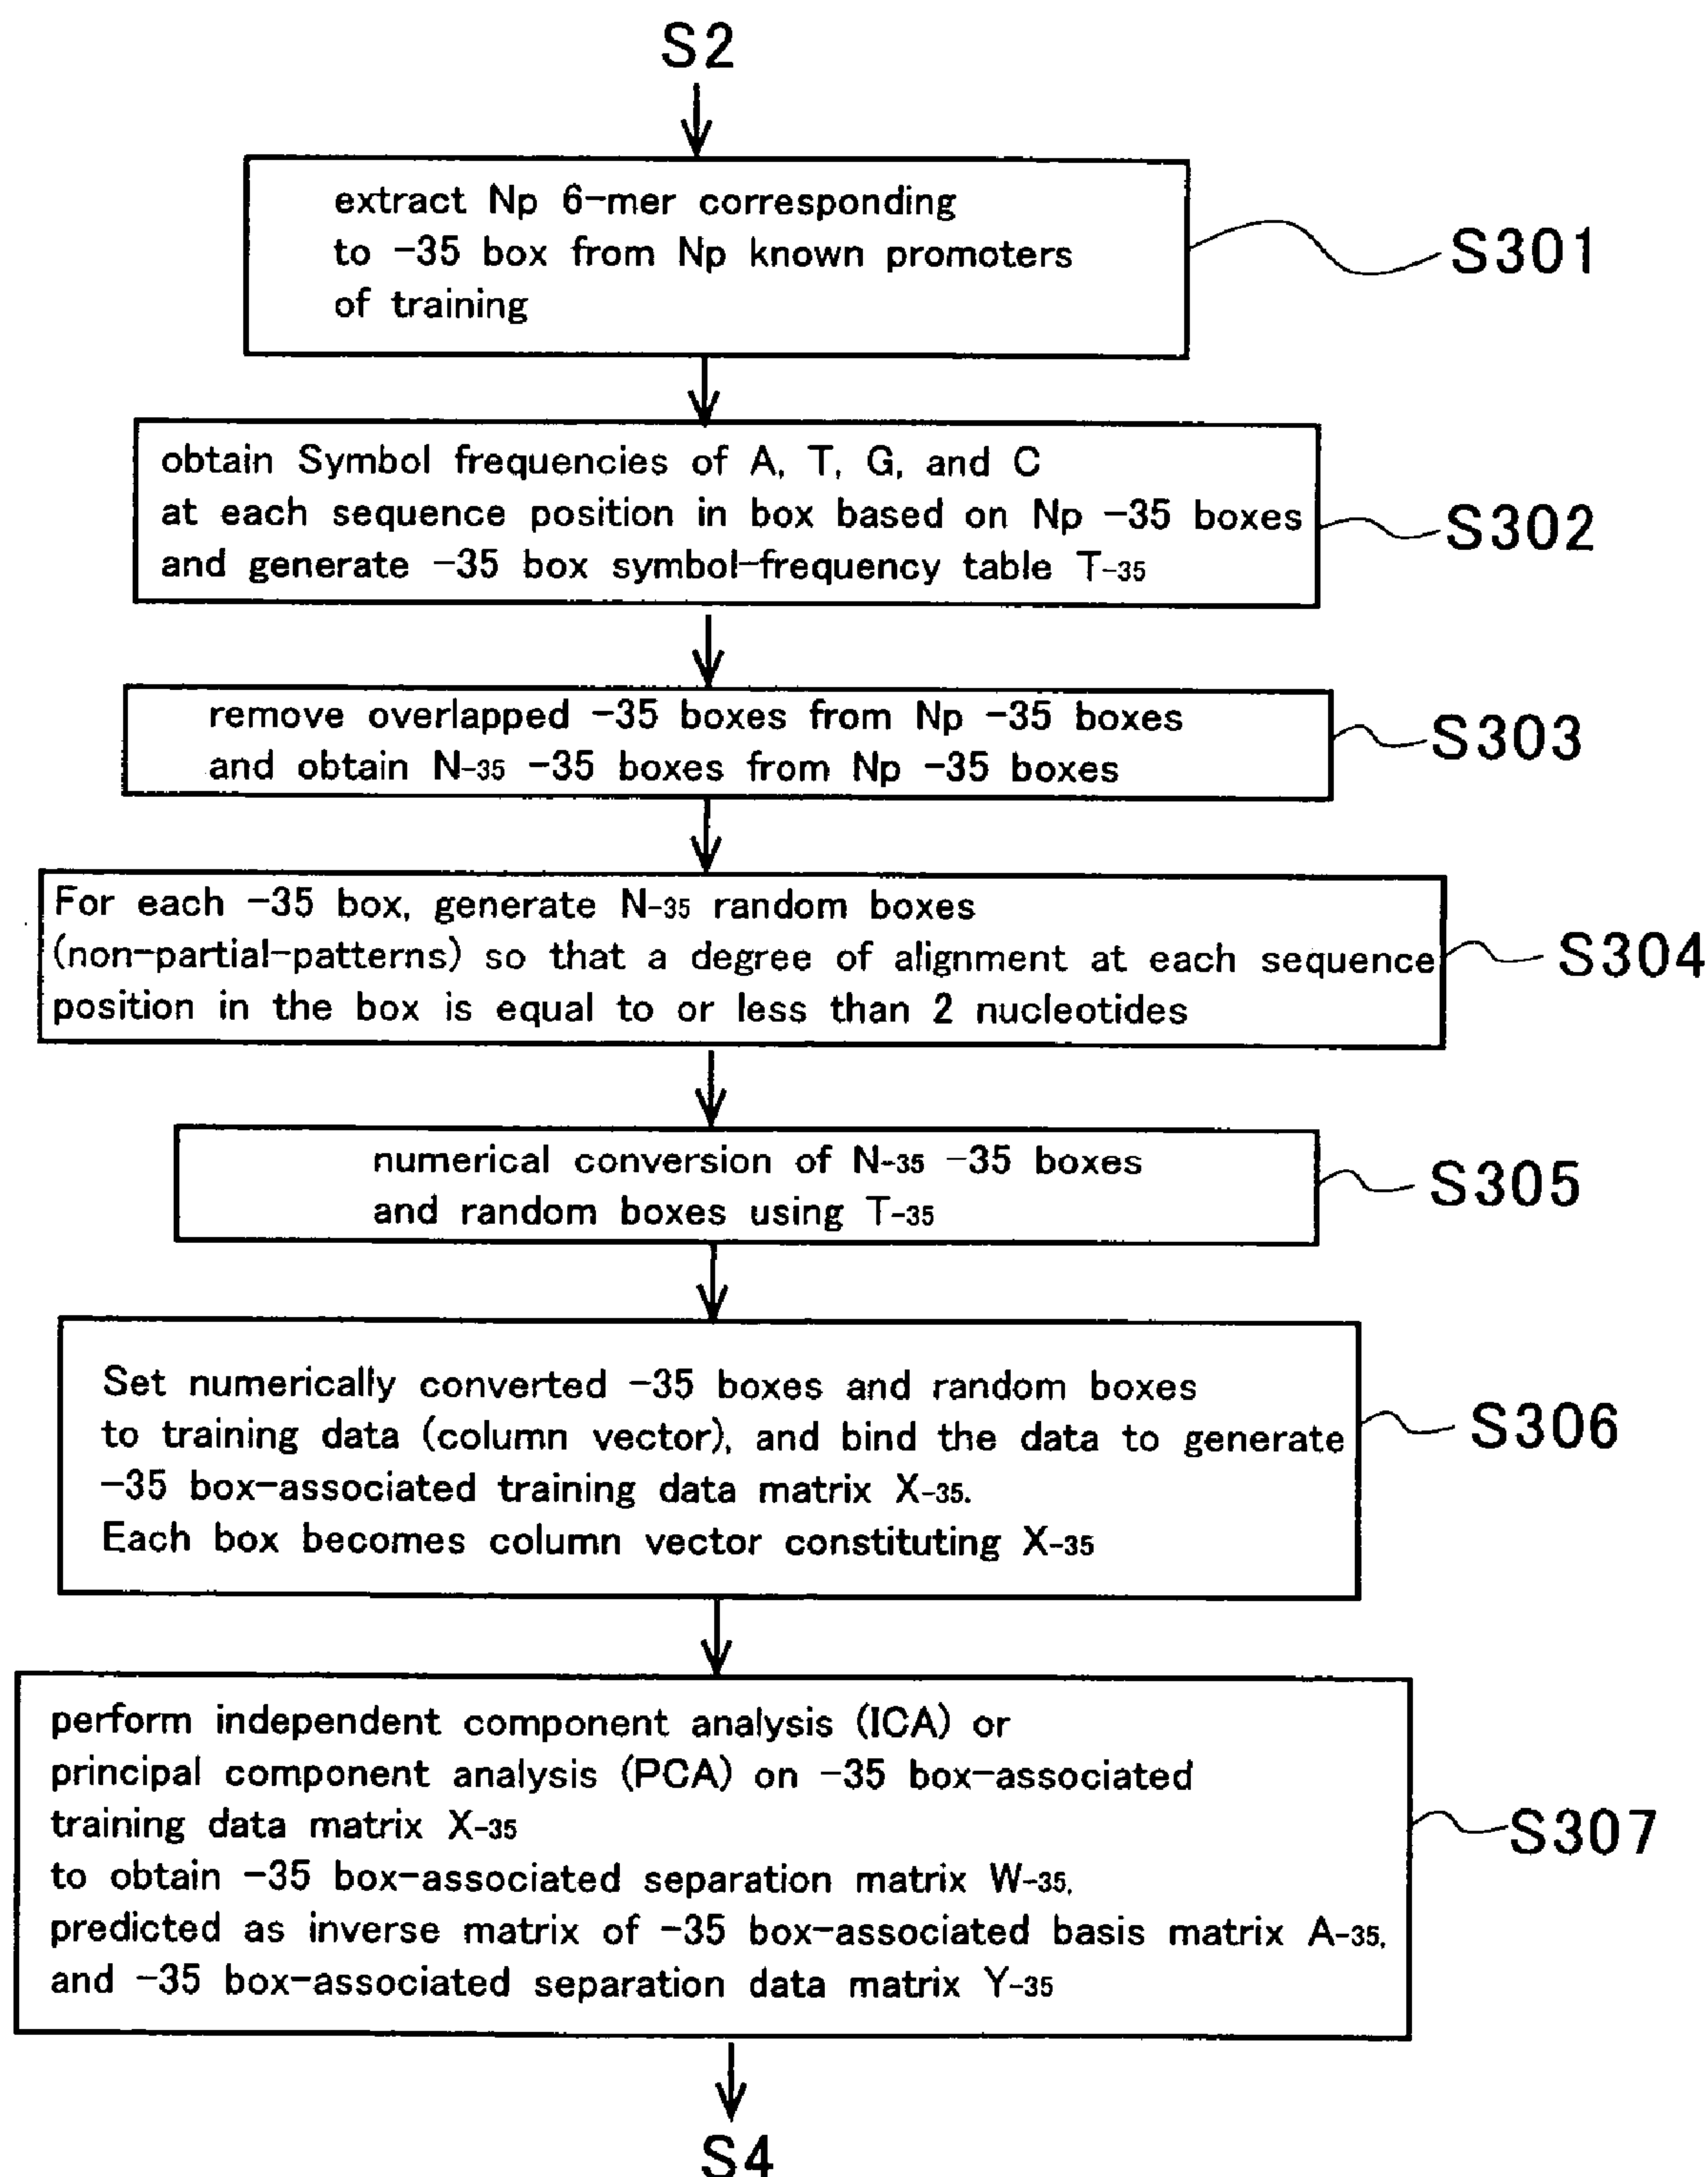 S2
extract Np 6-mer corresponding
to -35 box from Np known promoters
of training
S301
obtain Symbol frequencies of A, T, G, and C
at each sequence position in box based on Np -35 boxes
and generate -35 box symbol-frequency table T-35
S302
remove overlapped -35 boxes from Np -35 boxes
and obtain N-35 -35 boxes from Np -35 boxes
S303
For each -35 box, generate N-35 random boxes
(non-partial-patterns) so that a degree of alignment at each sequence
position in the box is equal to or less than 2 nucleotides
S304
numerical conversion of N-35 -35 boxes
and random boxes using T-35
S305
Set numerically converted -35 boxes and random boxes
to training data (column vector), and bind the data to generate
-35 box-associated training data matrix X-35.
Each box becomes column vector constituting X-35
S306
perform independent component analysis (ICA) or
principal component analysis (PCA) on -35 box-associated
training data matrix X-35
to obtain -35 box-associated separation matrix W-35,
predicted as inverse matrix of -35 box-associated basis matrix A-35,
and -35 box-associated separation data matrix Y-35
S307
S4